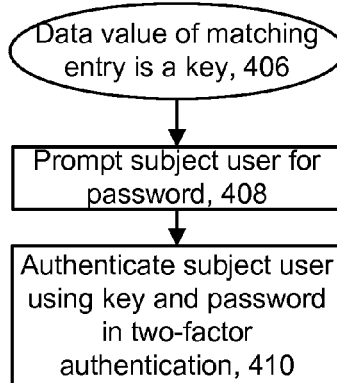 Data value of matching
entry is a key, 406
Prompt subject user for
password, 408
Authenticate subject user
using key and password
in two-factor
authentication, 410